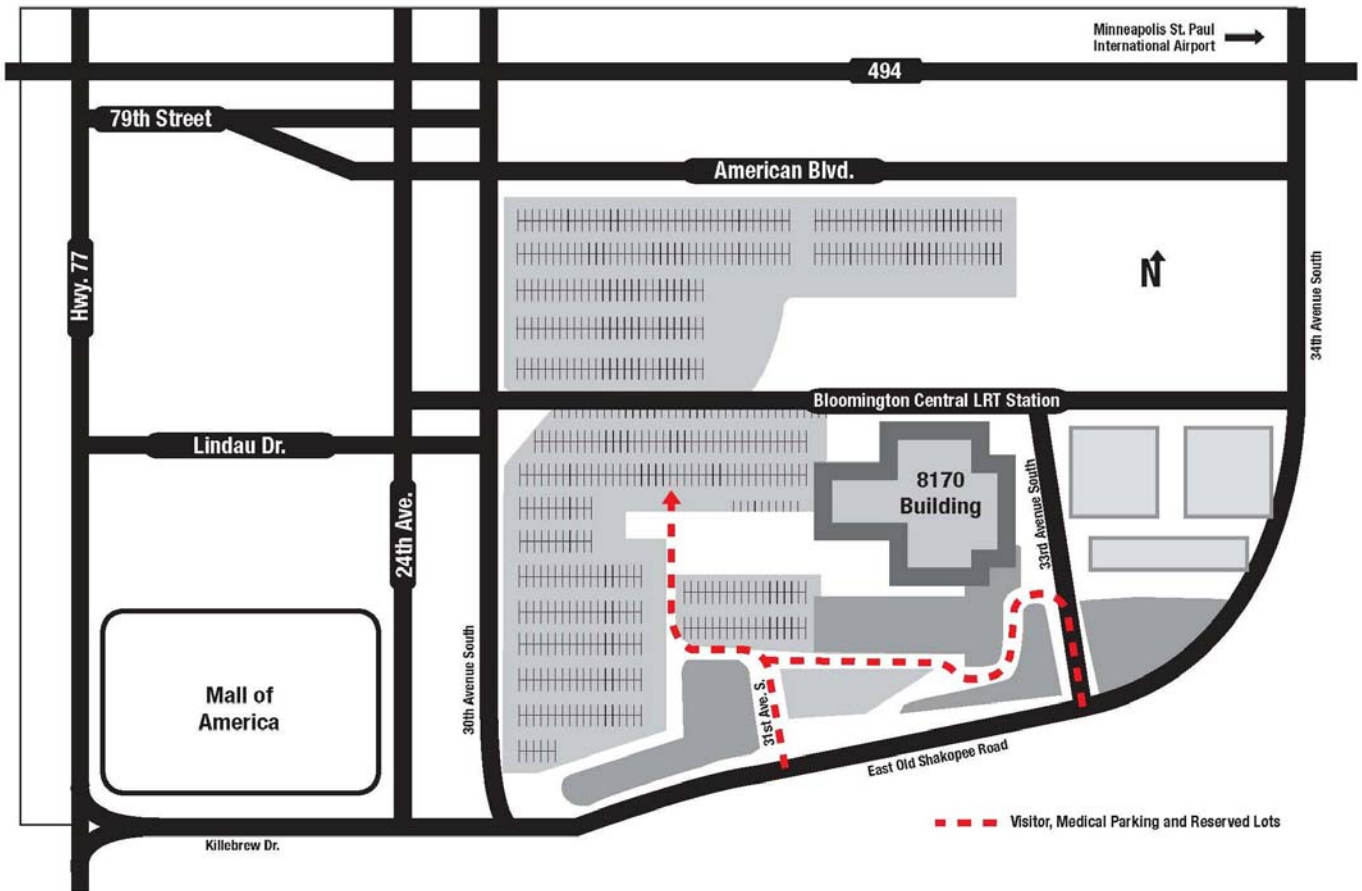 Minneapolis St. Paul
International Airport
494
79th Street
American Blvd.
Hwy. 77
N
34th Avenue South
Bloomington Central LRT Station
Lindau Dr.
8170
Building
33rd Avenue South
24th Ave.
30th Avenue South
Mall of
America
31st Ave. S.
East Old Shakopee Road
Visitor, Medical Parking and Reserved Lots
Killebrew Dr.